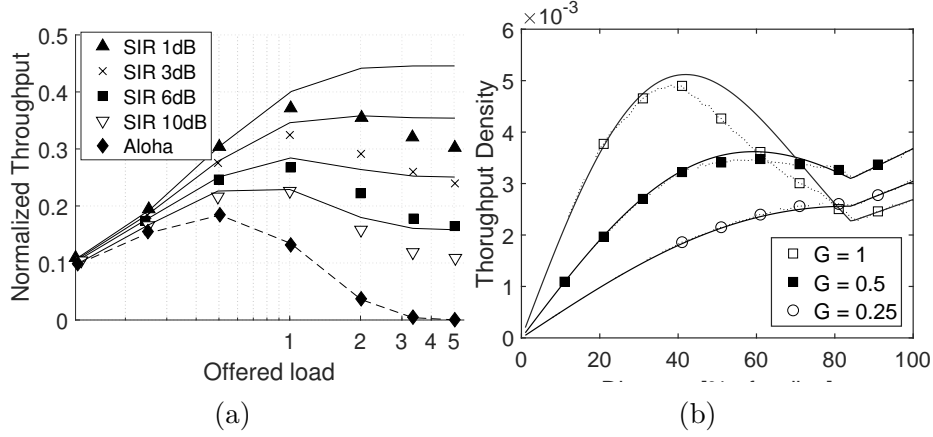 (a)
Normalized Throughput
0.5
0.4
0.3
0.2
0.1
0
SIR 1dB
SIR 3dB
SIR 6dB
SIR 10dB
Aloha
1 2 3 4 5
Offered load
(b)
×10⁻³
Thorughput Density
6
5
4
3
2
1
0
G = 1
G = 0.5
G = 0.25
0 20 40 60 80 100